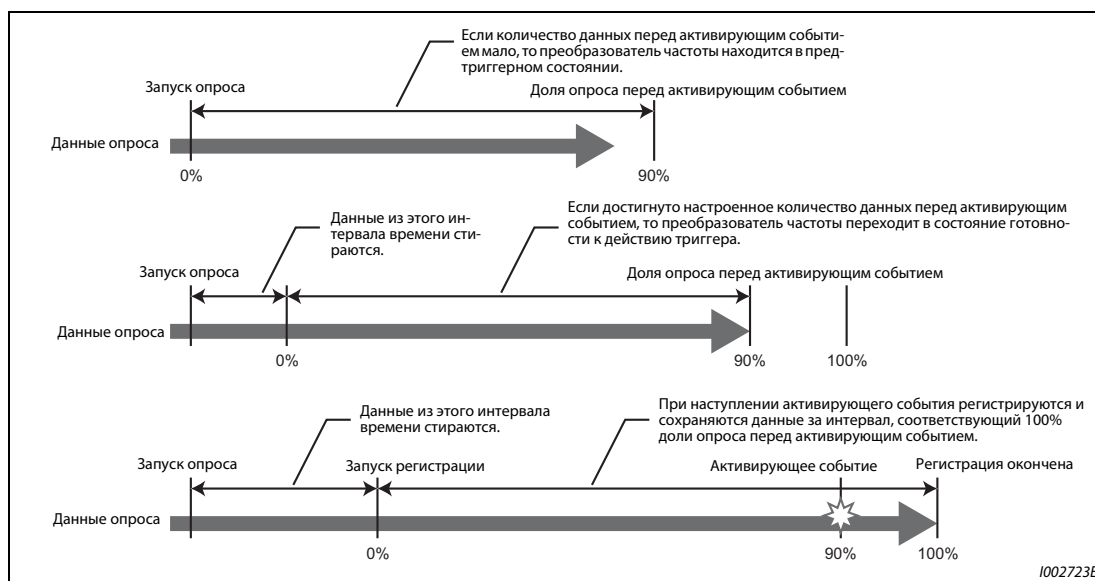 Если количество данных перед активирующим событи-
ем мало, то преобразователь частоты находится в пред-
триггерном состоянии.
Запуск опроса
Доля опроса перед активирующим событием
Данные опроса
0%
90%
Данные из этого ин-
тервала времени сти-
раются.
Если достигнуто настроенное количество данных перед активирующим
событием, то преобразователь частоты переходит в состояние готовно-
сти к действию триггера.
Запуск опроса
Доля опроса перед активирующим событием
Данные опроса
0%
90%
100%
Данные из этого интервала
времени стираются.
При наступлении активирующего события регистрируются и
сохраняются данные за интервал, соответствующий 100%
доли опроса перед активирующим событием.
Запуск опроса
Запуск регистрации
Активирующее событие
Регистрация окончена
Данные опроса
0%
90%
100%
I002723E